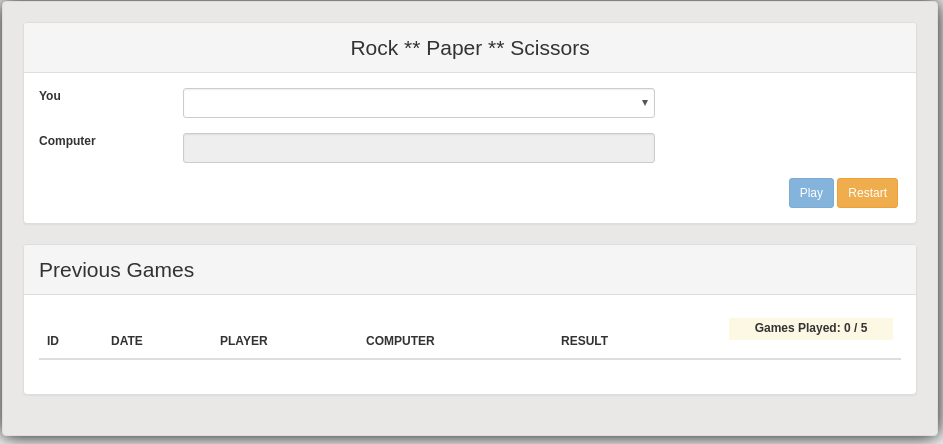 Rock ** Paper ** Scissors
You
Computer
Play Restart
Previous Games
Games Played: 0 / 5
ID DATE PLAYER COMPUTER RESULT